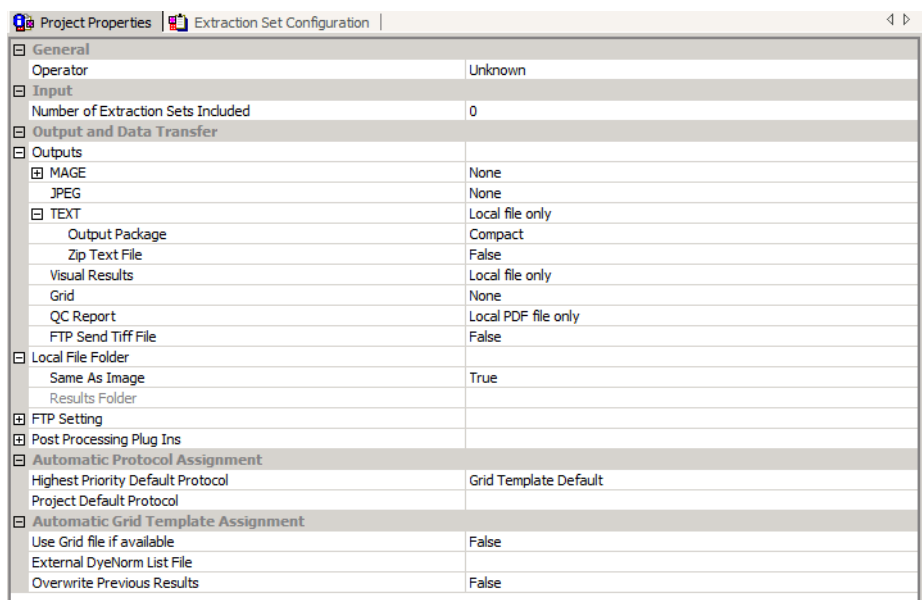 Project Properties Extraction Set Configuration
General
Operator Unknown
Input
Number of Extraction Sets Included 0
Output and Data Transfer
Outputs
MAGE None
JPEG None
TEXT Local file only
Output Package Compact
Zip Text File False
Visual Results Local file only
Grid None
QC Report Local PDF file only
FTP Send Tiff File False
Local File Folder
Same As Image True
Results Folder
FTP Setting
Post Processing Plug Ins
Automatic Protocol Assignment
Highest Priority Default Protocol Grid Template Default
Project Default Protocol
Automatic Grid Template Assignment
Use Grid file if available False
External DyeNorm List File
Overwrite Previous Results False